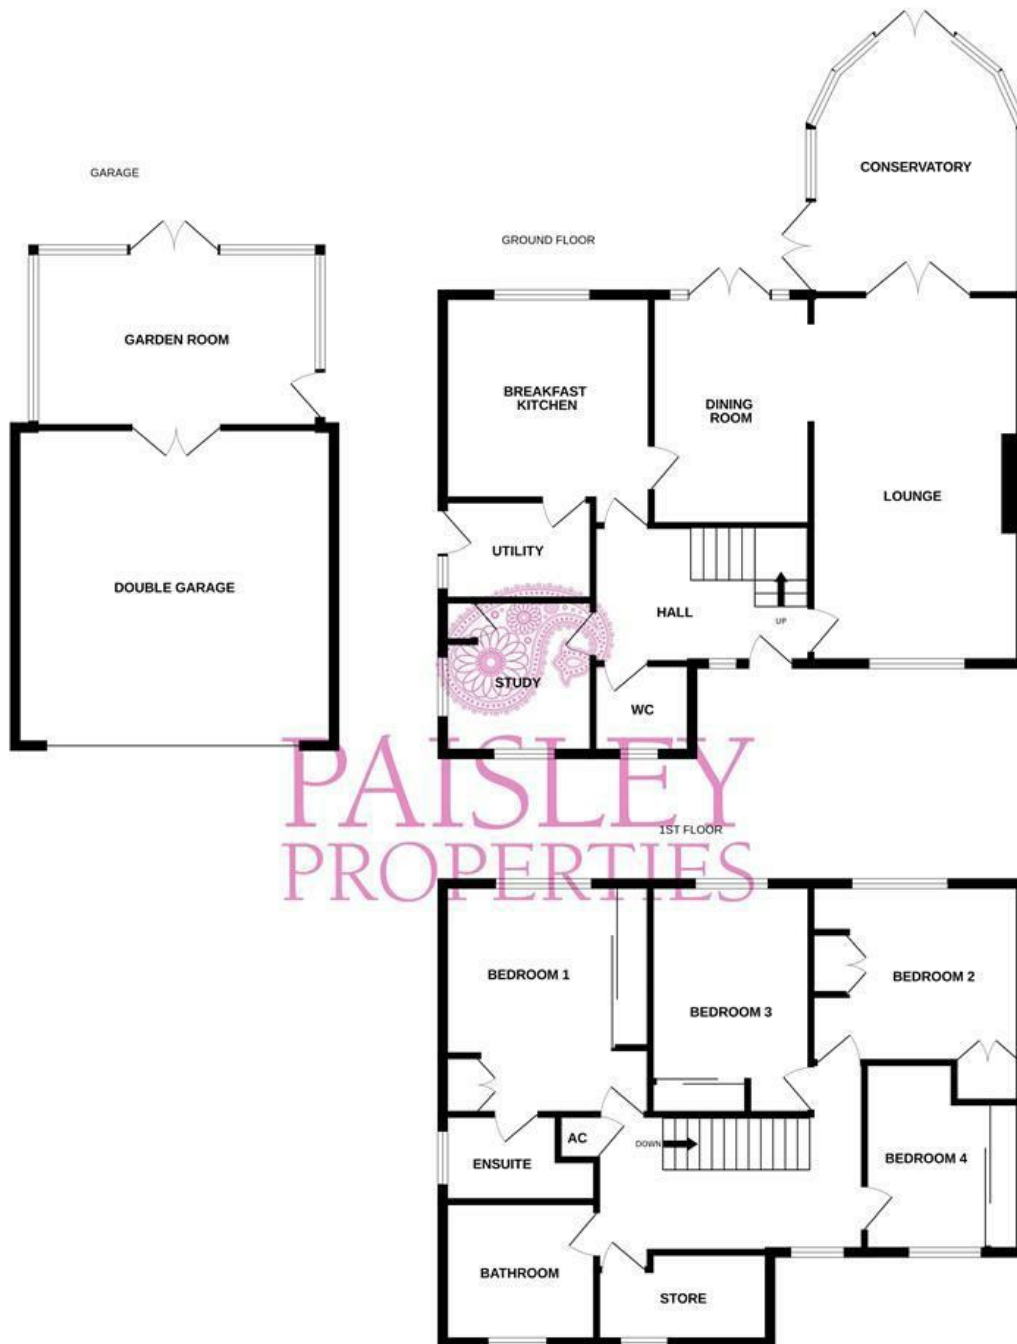 GARAGE
GARDEN ROOM
DOUBLE GARAGE
GROUND FLOOR
CONSERVATORY
BREAKFAST
KITCHEN
DINING
ROOM
LOUNGE
UTILITY
HALL
UP
STUDY
WC
PAISLEY
PROPERTIES
1ST FLOOR
BEDROOM 1
BEDROOM 3
BEDROOM 2
AC
DOWN
ENSUITE
BEDROOM 4
BATHROOM
STORE